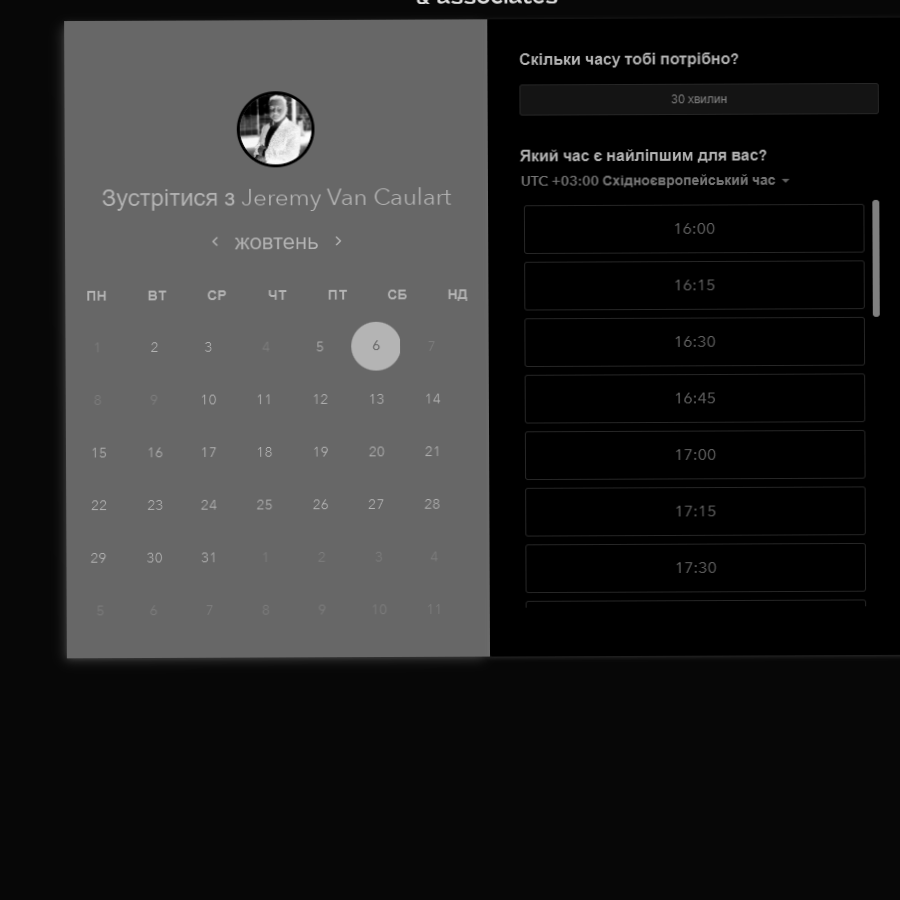 & associates
Зустрітися з Jeremy Van Caulart
жовтень
ПН ВТ СР ЧТ ПТ СБ НД
1 2 3 4 5 6 7
8 9 10 11 12 13 14
15 16 17 18 19 20 21
22 23 24 25 26 27 28
29 30 31 1 2 3 4
5 6 7 8 9 10 11
Скільки часу тобі потрібно?
30 хвилин
Який час є найліпшим для вас?
UTC +03:00 Східноєвропейський час
16:00
16:15
16:30
16:45
17:00
17:15
17:30